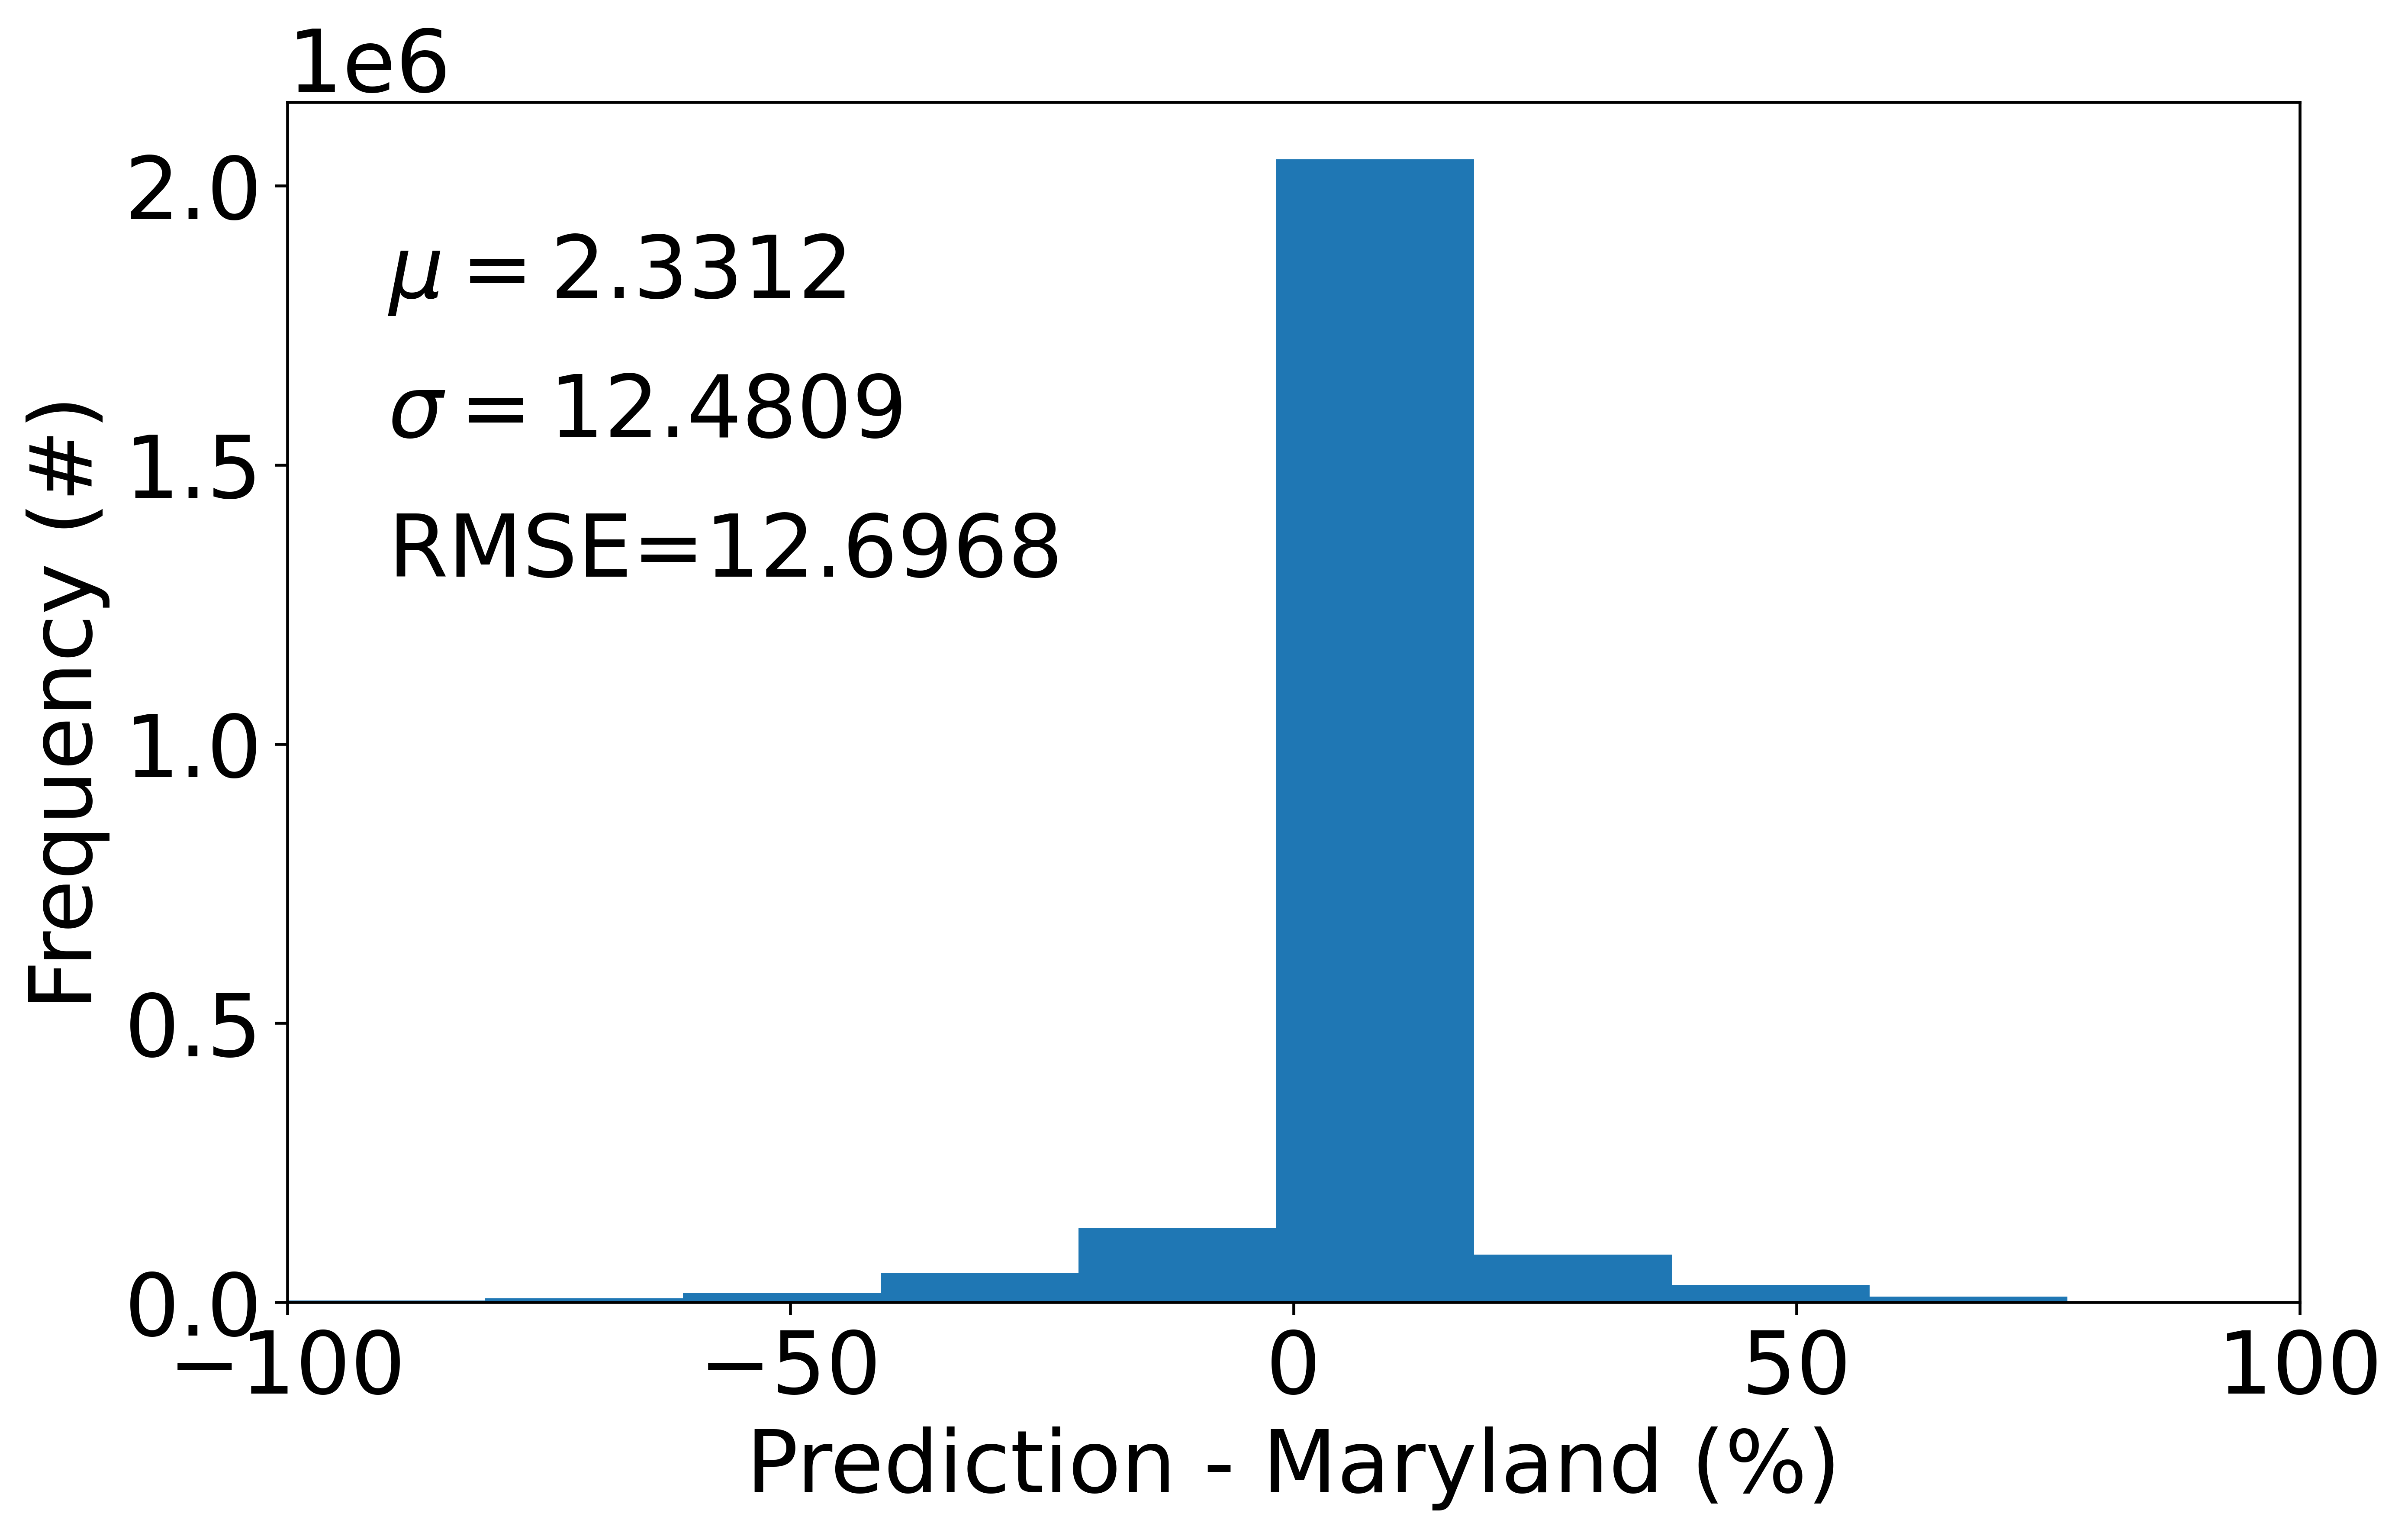 1e6
2.0
1.5
1.0
0.5
0.0
Frequency (#)
μ = 2.3312
σ = 12.4809
RMSE=12.6968
−100
−50
0
50
100
Prediction - Maryland (%)